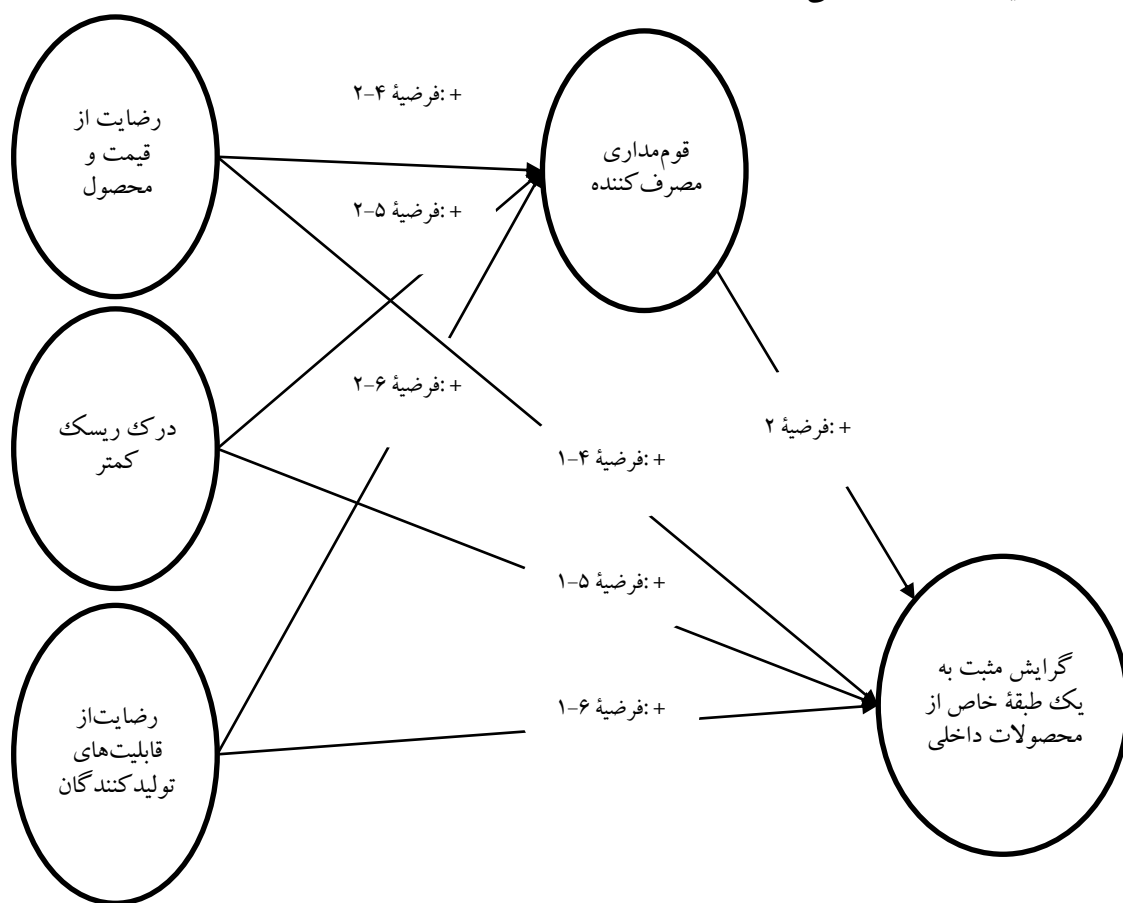 رضایت از
قیمت و
محصول
+ :فرضیهٔ ۴–۲
قوم‌مداری
مصرف‌کننده
+ :فرضیهٔ ۵–۲
+ :فرضیهٔ ۶–۲
درک ریسک
کمتر
+ :فرضیهٔ ۲
+ :فرضیهٔ ۴–۱
+ :فرضیهٔ ۵–۱
+ :فرضیهٔ ۶–۱
رضایت‌از
قابلیت‌های
تولیدکنندگان
گرایش مثبت به
یک طبقهٔ خاص از
محصولات داخلی